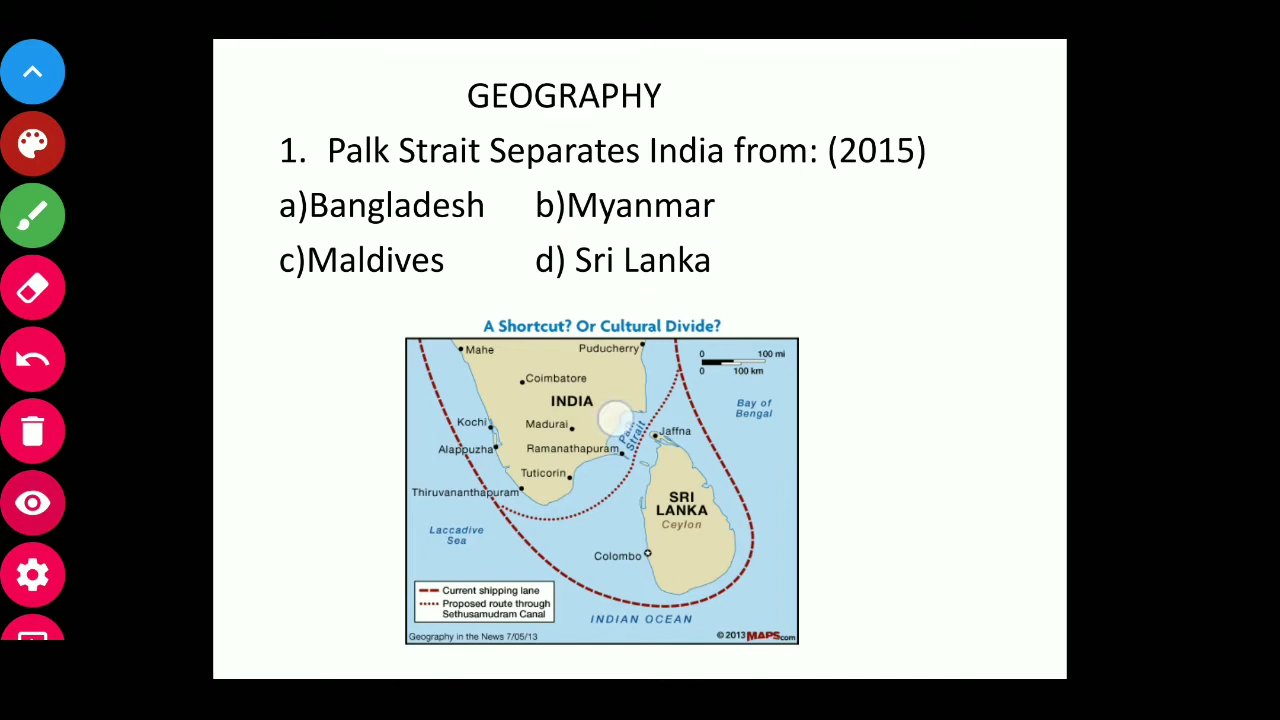 GEOGRAPHY
1. Palk Strait Separates India from: (2015)
a)Bangladesh b)Myanmar
c)Maldives d) Sri Lanka
A Shortcut? Or Cultural Divide?
Mahe
Puducherry
0 100 mi
0 100 km
Coimbatore
INDIA
Bay of
Bengal
Kochi
Madurai
Strait
Jaffna
Alappuzha
Ramanathapuram
Tuticorin
Thiruvananthapuram
SRI
LANKA
Ceylon
Laccadive
Sea
Colombo
Current shipping lane
Proposed route through
Sethusamudram Canal
INDIAN OCEAN
Geography in the News 7/05/13
© 2013 MAPS.com